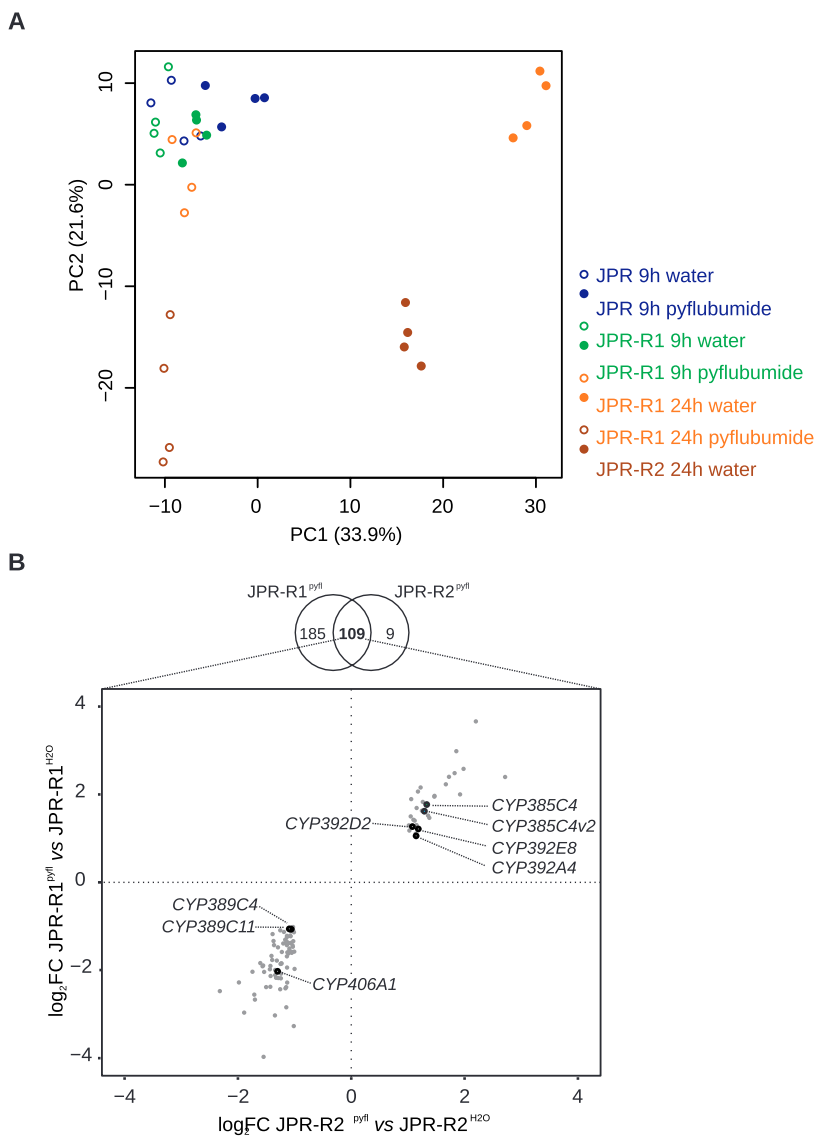 A
10
0
−10
−20
PC2 (21.6%)
−10 0 10 20 30
PC1 (33.9%)
JPR 9h water
JPR 9h pyflubumide
JPR-R1 9h water
JPR-R1 9h pyflubumide
JPR-R1 24h water
JPR-R1 24h pyflubumide
JPR-R2 24h water
B
JPR-R1pyfl JPR-R2pyfl
185 109 9
4
2
0
−2
−4
log2FC JPR-R1pyfl vs JPR-R1H2O
CYP385C4
CYP392D2 CYP385C4v2
CYP392E8
CYP392A4
CYP389C4
CYP389C11
CYP406A1
−4 −2 0 2 4
log2FC JPR-R2 pyfl vs JPR-R2H2O